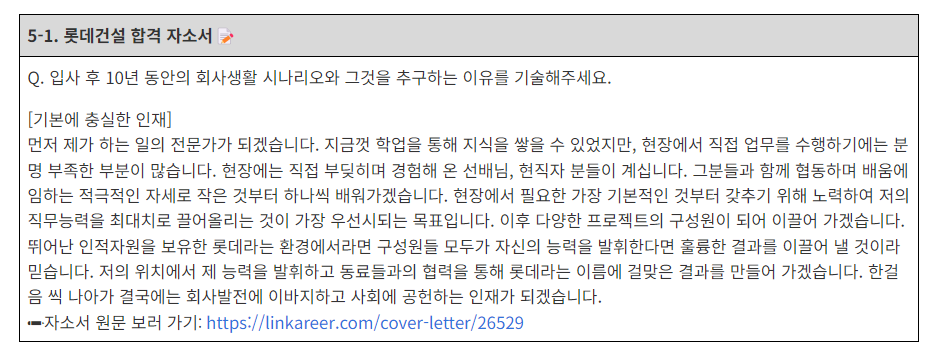 5-1. 롯데건설 합격 자소서 📝
Q. 입사 후 10년 동안의 회사생활 시나리오와 그것을 추구하는 이유를 기술해주세요.
[기본에 충실한 인재]
먼저 제가 하는 일의 전문가가 되겠습니다. 지금껏 학업을 통해 지식을 쌓을 수 있었지만, 현장에서 직접 업무를 수행하기에는 분
명 부족한 부분이 많습니다. 현장에는 직접 부딪히며 경험해 온 선배님, 현직자 분들이 계십니다. 그분들과 함께 협동하며 배움에
임하는 적극적인 자세로 작은 것부터 하나씩 배워가겠습니다. 현장에서 필요한 가장 기본적인 것부터 갖추기 위해 노력하여 저의
직무능력을 최대치로 끌어올리는 것이 가장 우선시되는 목표입니다. 이후 다양한 프로젝트의 구성원이 되어 이끌어 가겠습니다.
뛰어난 인적자원을 보유한 롯데라는 환경에서라면 구성원들 모두가 자신의 능력을 발휘한다면 훌륭한 결과를 이끌어 낼 것이라
믿습니다. 저의 위치에서 제 능력을 발휘하고 동료들과의 협력을 통해 롯데라는 이름에 걸맞은 결과를 만들어 가겠습니다. 한걸
음 씩 나아가 결국에는 회사발전에 이바지하고 사회에 공헌하는 인재가 되겠습니다.
➡자소서 원문 보러 가기: https://linkareer.com/cover-letter/26529